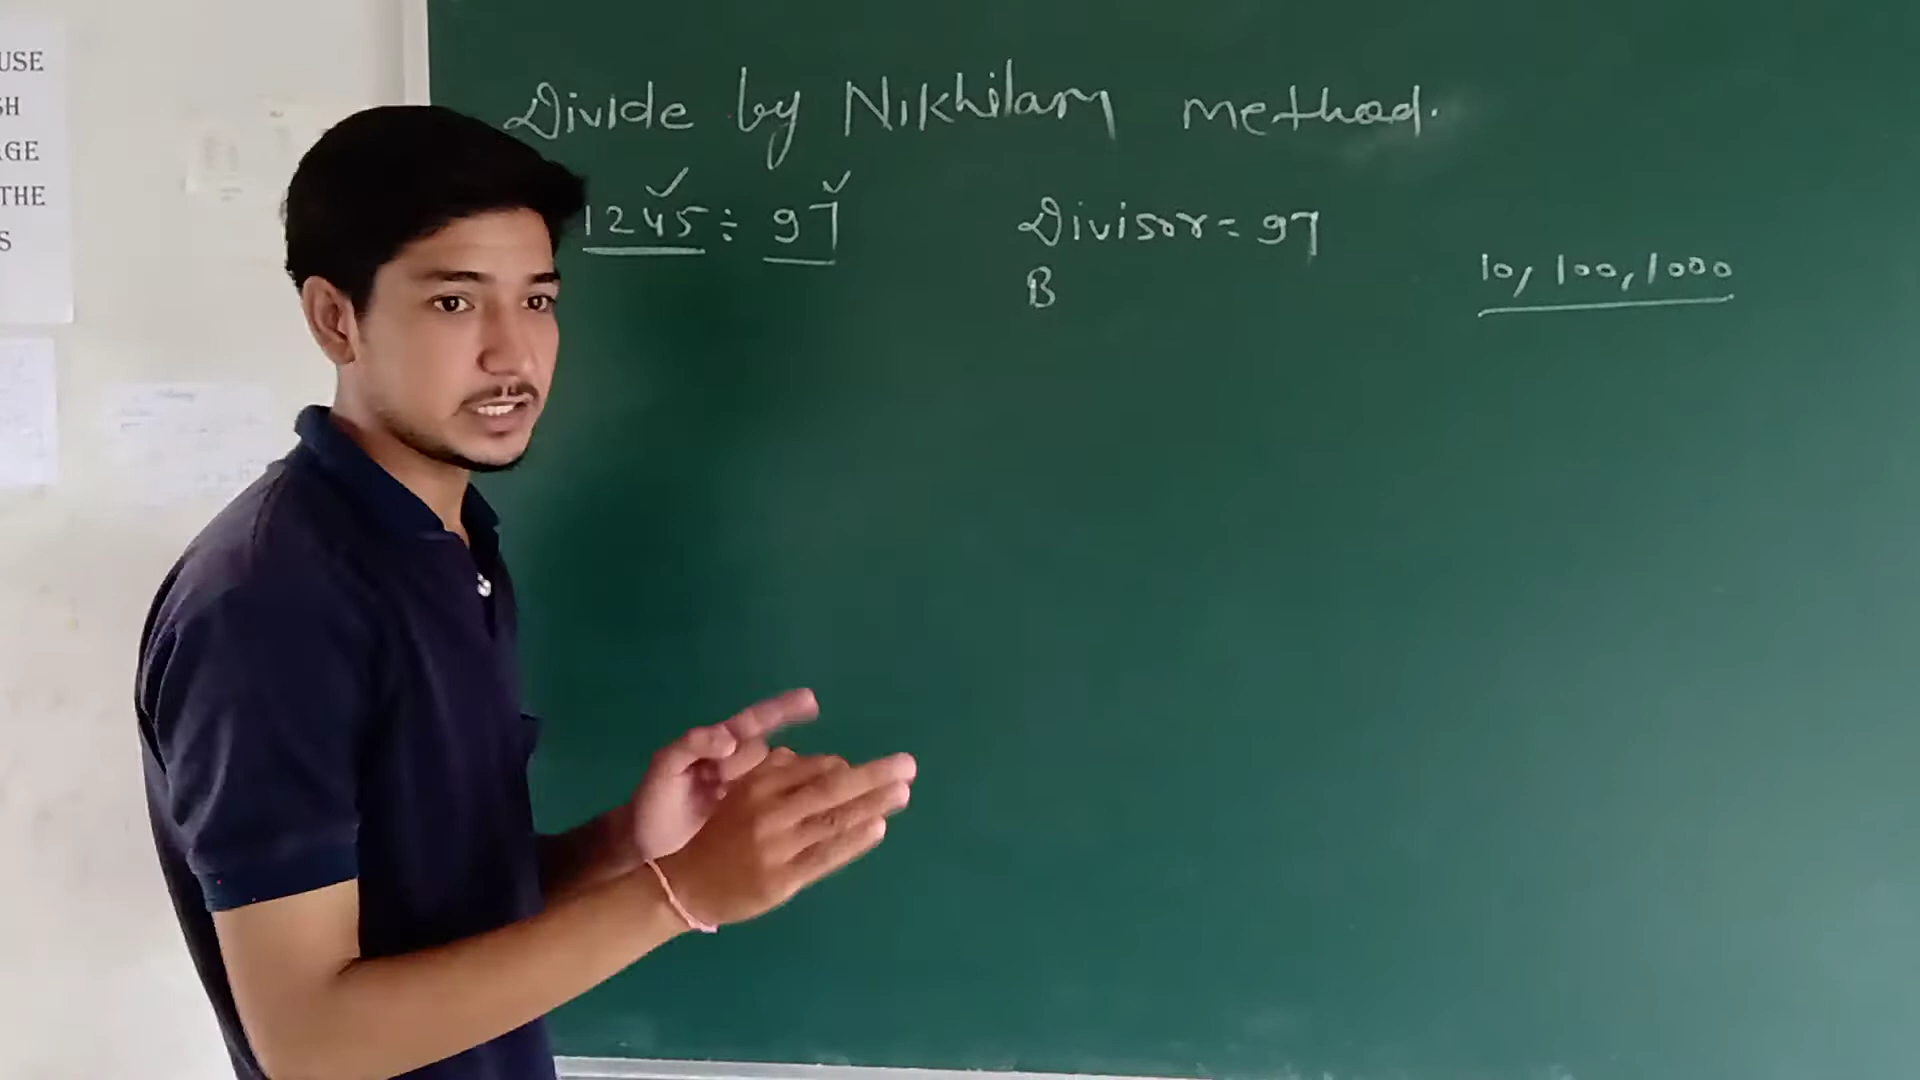 USE
SH
AGE
THE
S
Divide by Nikhilam method.
1245 ÷ 97
Divisor = 97
B
10, 100, 1000